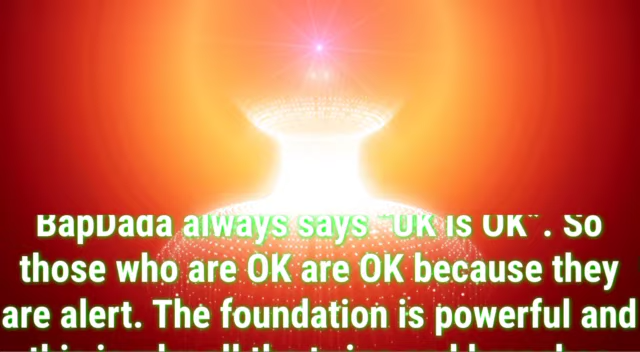 BapDada always says "OK is OK". So
those who are OK are OK because they
are alert. The foundation is powerful and